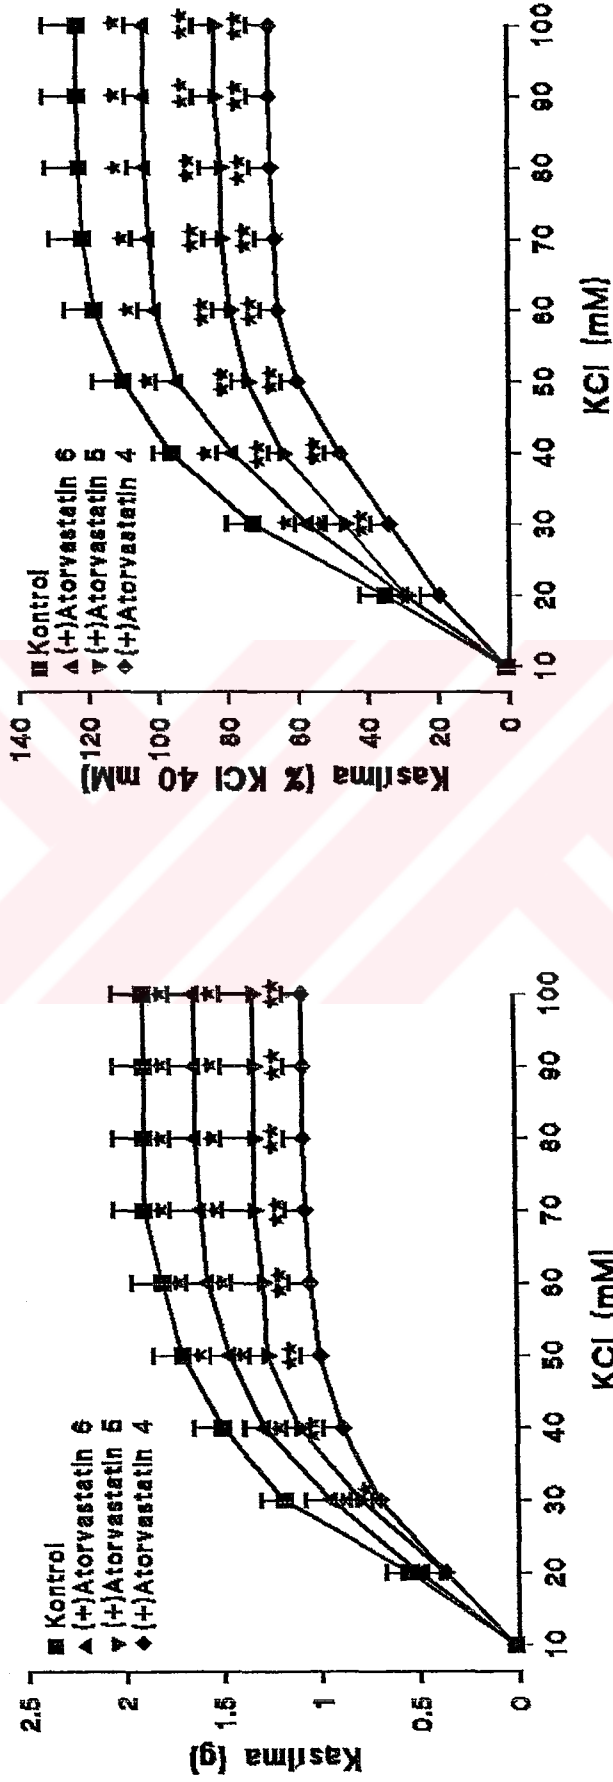 Kasılma (g)
2.5
2
1.5
1
0.5
0
Kontrol
(+)Atorvastatin 6
(+)Atorvastatin 5
(+)Atorvastatin 4
10 20 30 40 50 60 70 80 90 100
KCl (mM)
Kasılma (% KCl 40 mM)
140
120
100
80
60
40
20
0
Kontrol
(+)Atorvastatin 6
(+)Atorvastatin 5
(+)Atorvastatin 4
10 20 30 40 50 60 70 80 90 100
KCl (mM)